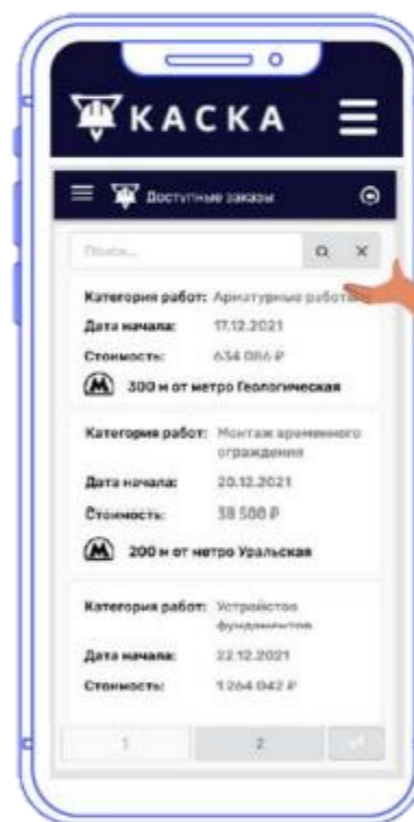 КАСКА
Доступные заказы
Поиск...
Категория работ: Арматурные работы
Дата начала: 17.12.2021
Стоимость: 634 086 ₽
300 м от метро Геологическая
Категория работ: Монтаж временного
ограждения
Дата начала: 20.12.2021
Стоимость: 38 500 ₽
200 м от метро Уральская
Категория работ: Устройство
фундаментов
Дата начала: 22.12.2021
Стоимость: 1 264 042 ₽
1 2